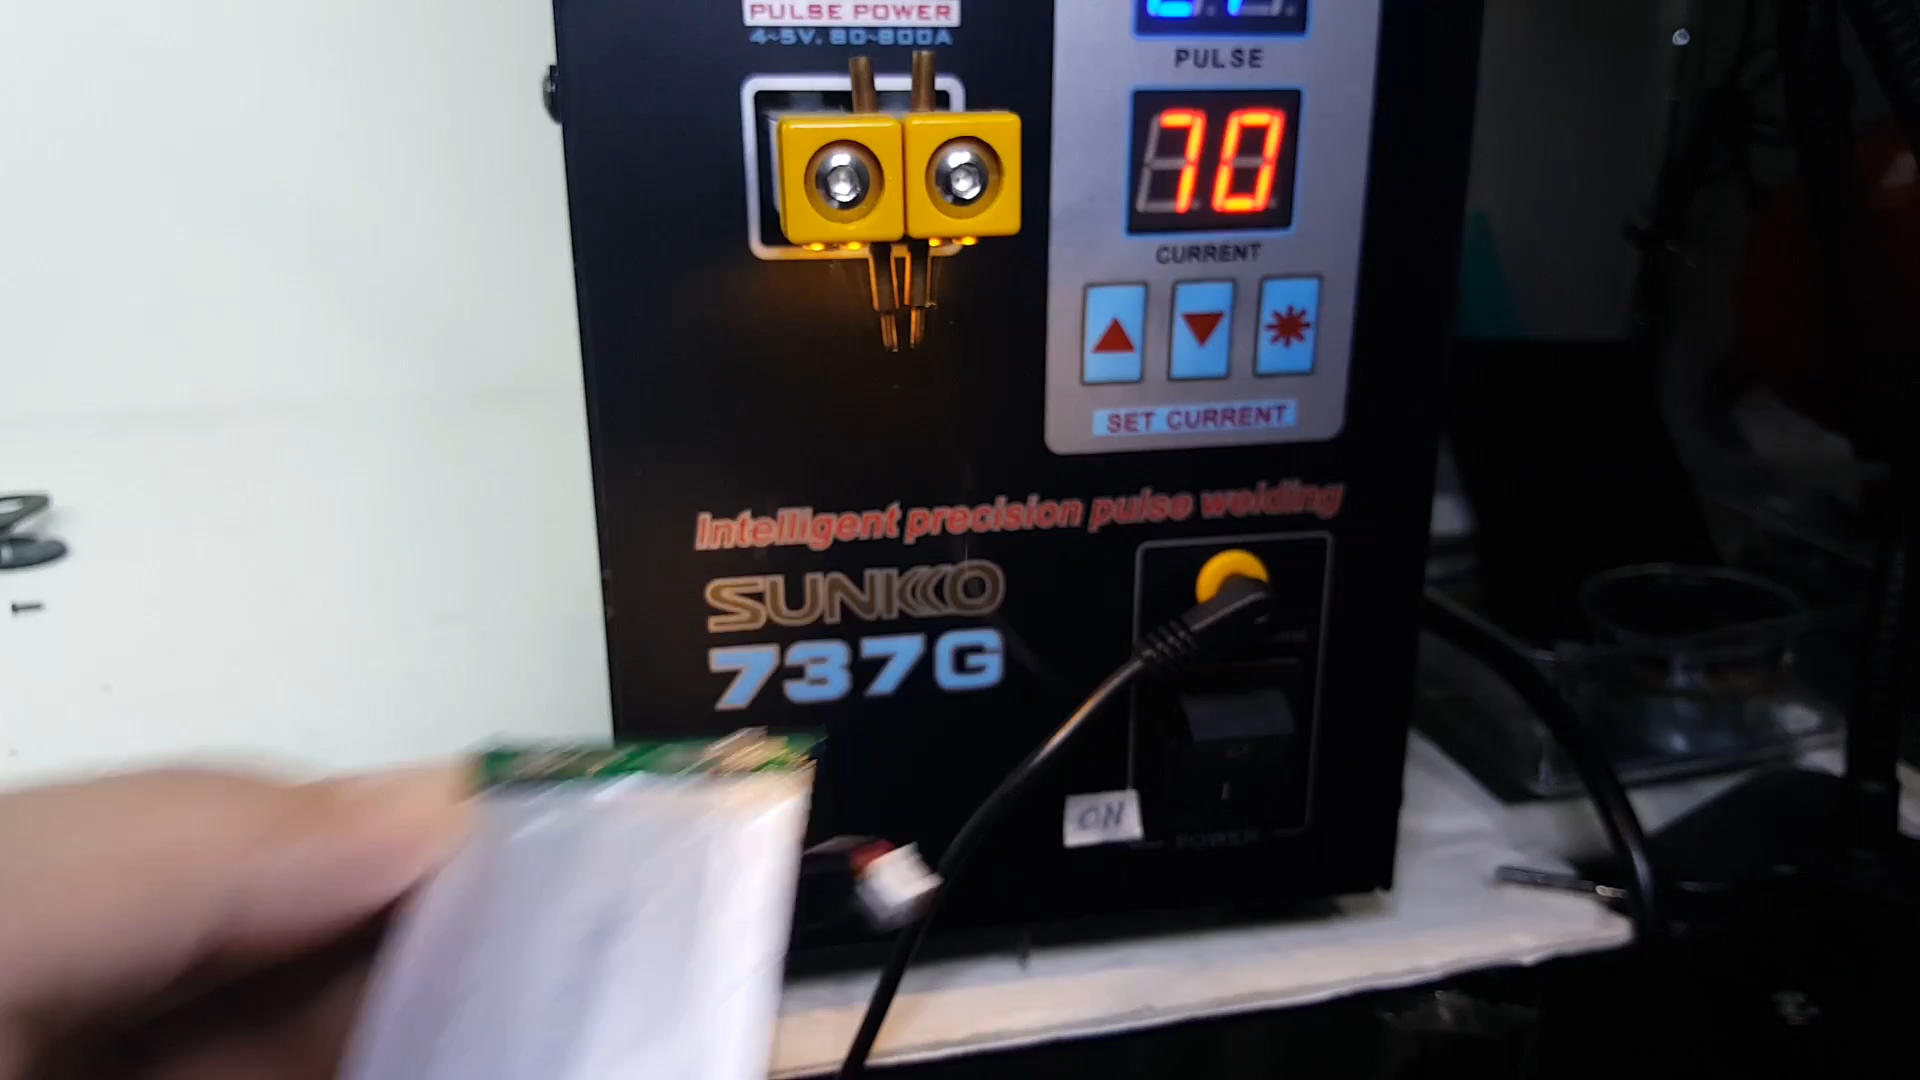 PULSE POWER
4~5V. 80~800A
PULSE
70
CURRENT
SET CURRENT
Intelligent precision pulse welding
SUNKKO
737G
ON
POWER